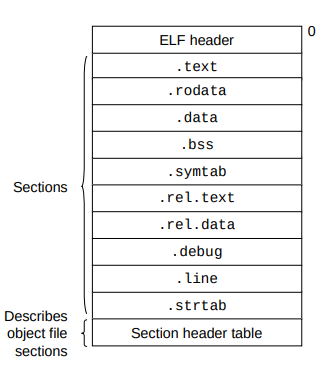 ELF header
0
.text
.rodata
.data
.bss
.symtab
Sections
.rel.text
.rel.data
.debug
.line
.strtab
Describes
object file
sections
Section header table